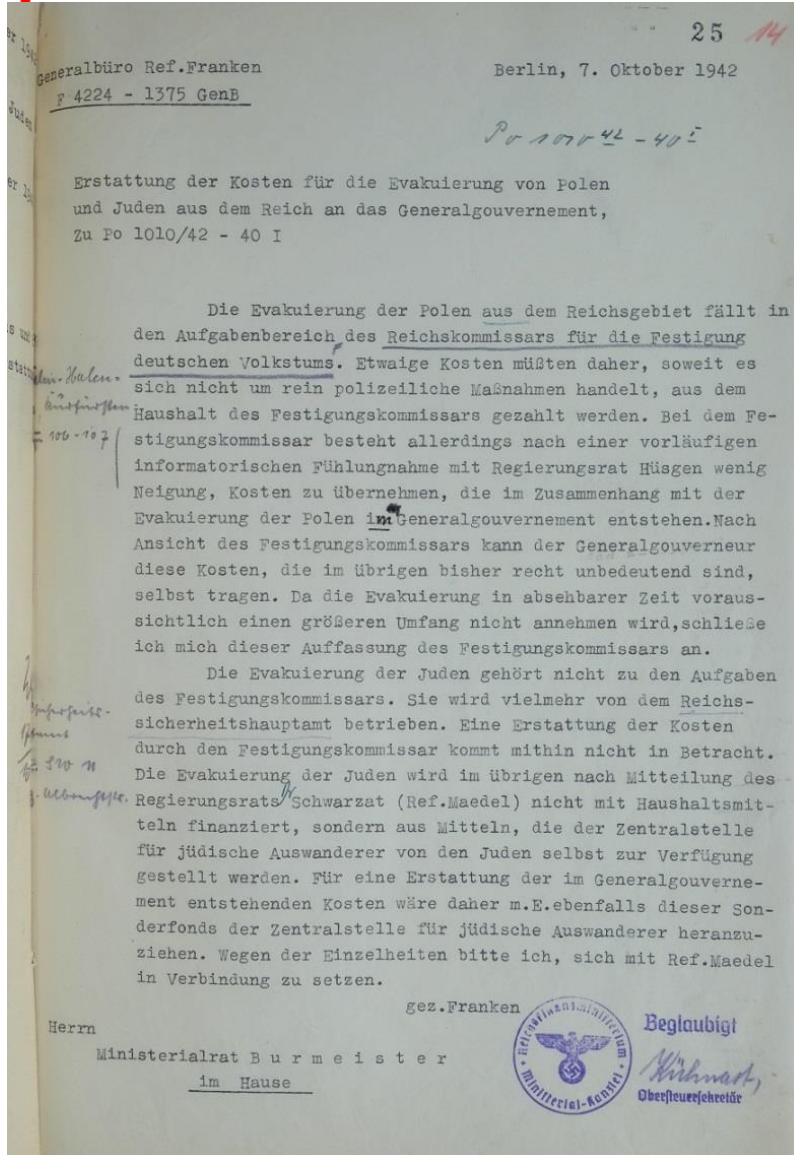 25 14
Generalbüro Ref.Franken
Berlin, 7. Oktober 1942
F 4224 - 1375 GenB
Po 1010 42 - 40 I
Erstattung der Kosten für die Evakuierung von Polen
und Juden aus dem Reich an das Generalgouvernement,
Zu Po 1010/42 - 40 I
Die Evakuierung der Polen aus dem Reichsgebiet fällt in
den Aufgabenbereich des Reichskommissars für die Festigung
deutschen Volkstums. Etwaige Kosten müßten daher, soweit es
sich nicht um rein polizeiliche Maßnahmen handelt, aus dem
Haushalt des Festigungskommissars gezahlt werden. Bei dem Fe-
stigungskommissar besteht allerdings nach einer vorläufigen
informatorischen Fühlungnahme mit Regierungsrat Hüsgen wenig
Neigung, Kosten zu übernehmen, die im Zusammenhang mit der
Evakuierung der Polen im Generalgouvernement entstehen.Nach
Ansicht des Festigungskommissars kann der Generalgouverneur
diese Kosten, die im übrigen bisher recht unbedeutend sind,
selbst tragen. Da die Evakuierung in absehbarer Zeit voraus-
sichtlich einen größeren Umfang nicht annehmen wird,schließe
ich mich dieser Auffassung des Festigungskommissars an.
Die Evakuierung der Juden gehört nicht zu den Aufgaben
des Festigungskommissars. Sie wird vielmehr von dem Reichs-
sicherheitshauptamt betrieben. Eine Erstattung der Kosten
durch den Festigungskommissar kommt mithin nicht in Betracht.
Die Evakuierung der Juden wird im übrigen nach Mitteilung des
Regierungsrats Schwarzat (Ref.Maedel) nicht mit Haushaltsmit-
teln finanziert, sondern aus Mitteln, die der Zentralstelle
für jüdische Auswanderer von den Juden selbst zur Verfügung
gestellt werden. Für eine Erstattung der im Generalgouverne-
ment entstehenden Kosten wäre daher m.E.ebenfalls dieser Son-
derfonds der Zentralstelle für jüdische Auswanderer heranzu-
ziehen. Wegen der Einzelheiten bitte ich, sich mit Ref.Maedel
in Verbindung zu setzen.
gez.Franken
Herrn
Ministerialrat B u r m e i s t e r
im Hause
Reichsfinanzministerium
Ministerial-Kanzlei
Beglaubigt
Kühnast,
Obersteuersekretär
106-107